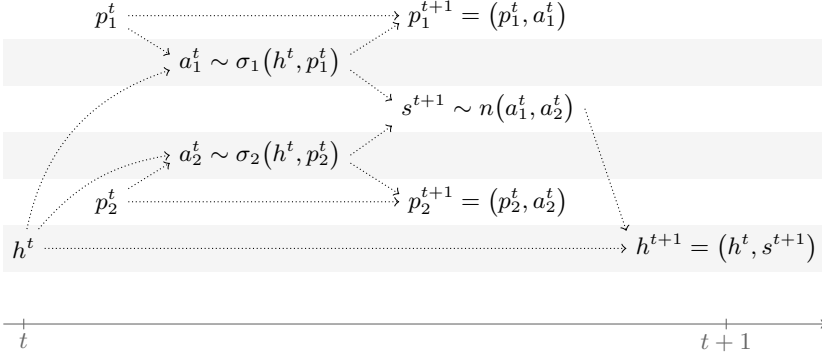 p_1^t p_1^{t+1} = (p_1^t, a_1^t)
a_1^t ∼ σ_1(h^t, p_1^t)
s^{t+1} ∼ n(a_1^t, a_2^t)
a_2^t ∼ σ_2(h^t, p_2^t)
p_2^t p_2^{t+1} = (p_2^t, a_2^t)
h^t h^{t+1} = (h^t, s^{t+1})
t t + 1